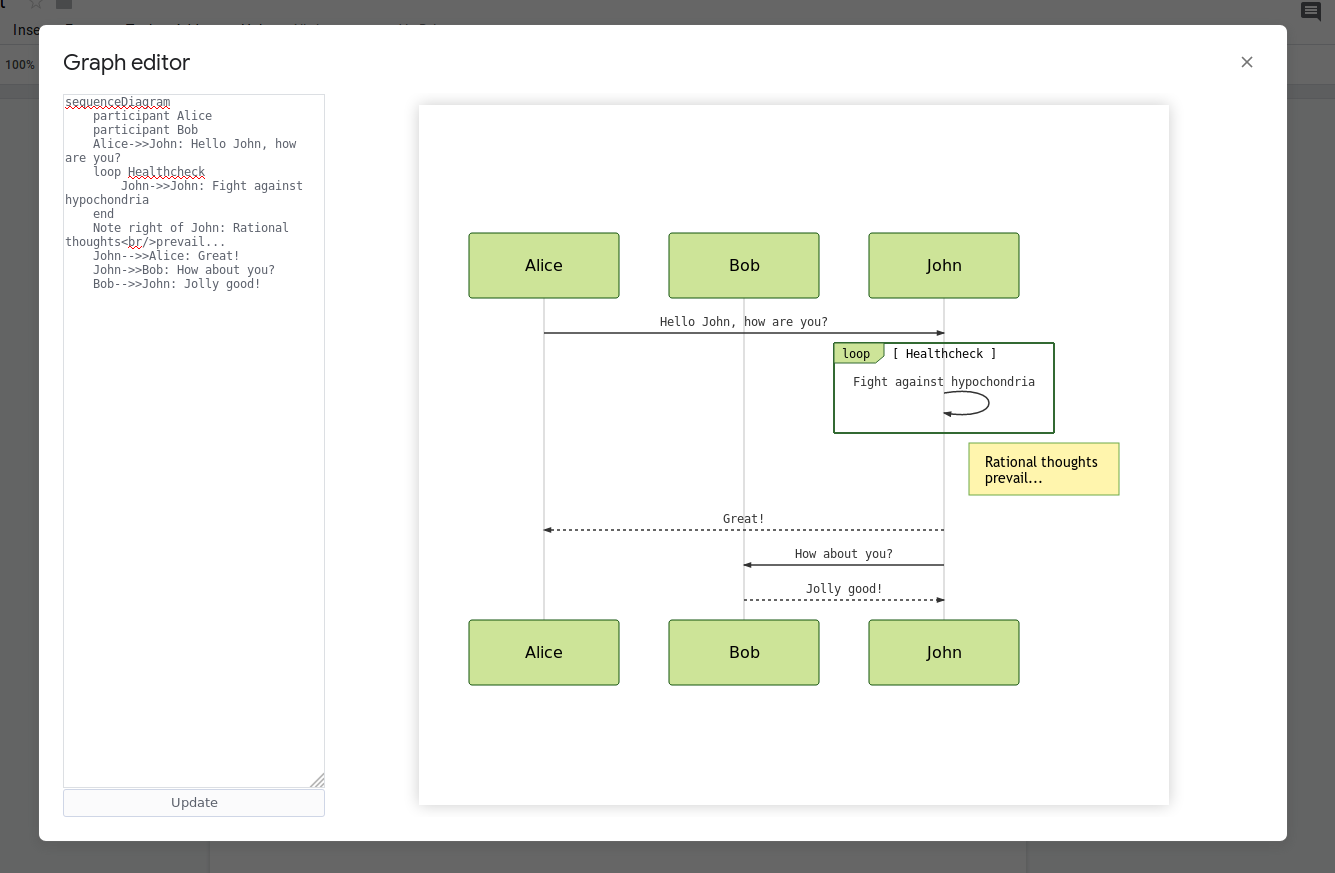 Inse
100%
Graph editor
sequenceDiagram
    participant Alice
    participant Bob
    Alice->>John: Hello John, how
are you?
    loop Healthcheck
        John->>John: Fight against
hypochondria
    end
    Note right of John: Rational
thoughts<br/>prevail...
    John-->>Alice: Great!
    John->>Bob: How about you?
    Bob-->>John: Jolly good!
Update
Alice
Bob
John
Hello John, how are you?
loop
[ Healthcheck ]
Fight against hypochondria
Rational thoughts
prevail...
Great!
How about you?
Jolly good!
Alice
Bob
John